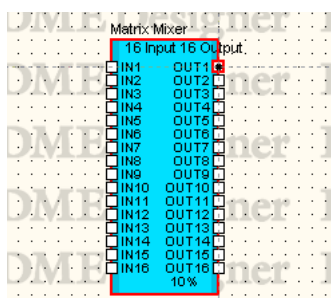 DME Designer
Matrix Mixer
16 Input 16 Output
IN1 OUT1
IN2 OUT2
IN3 OUT3
IN4 OUT4
IN5 OUT5
IN6 OUT6
IN7 OUT7
IN8 OUT8
IN9 OUT9
IN10 OUT10
IN11 OUT11
IN12 OUT12
IN13 OUT13
IN14 OUT14
IN15 OUT15
IN16 OUT16
10%